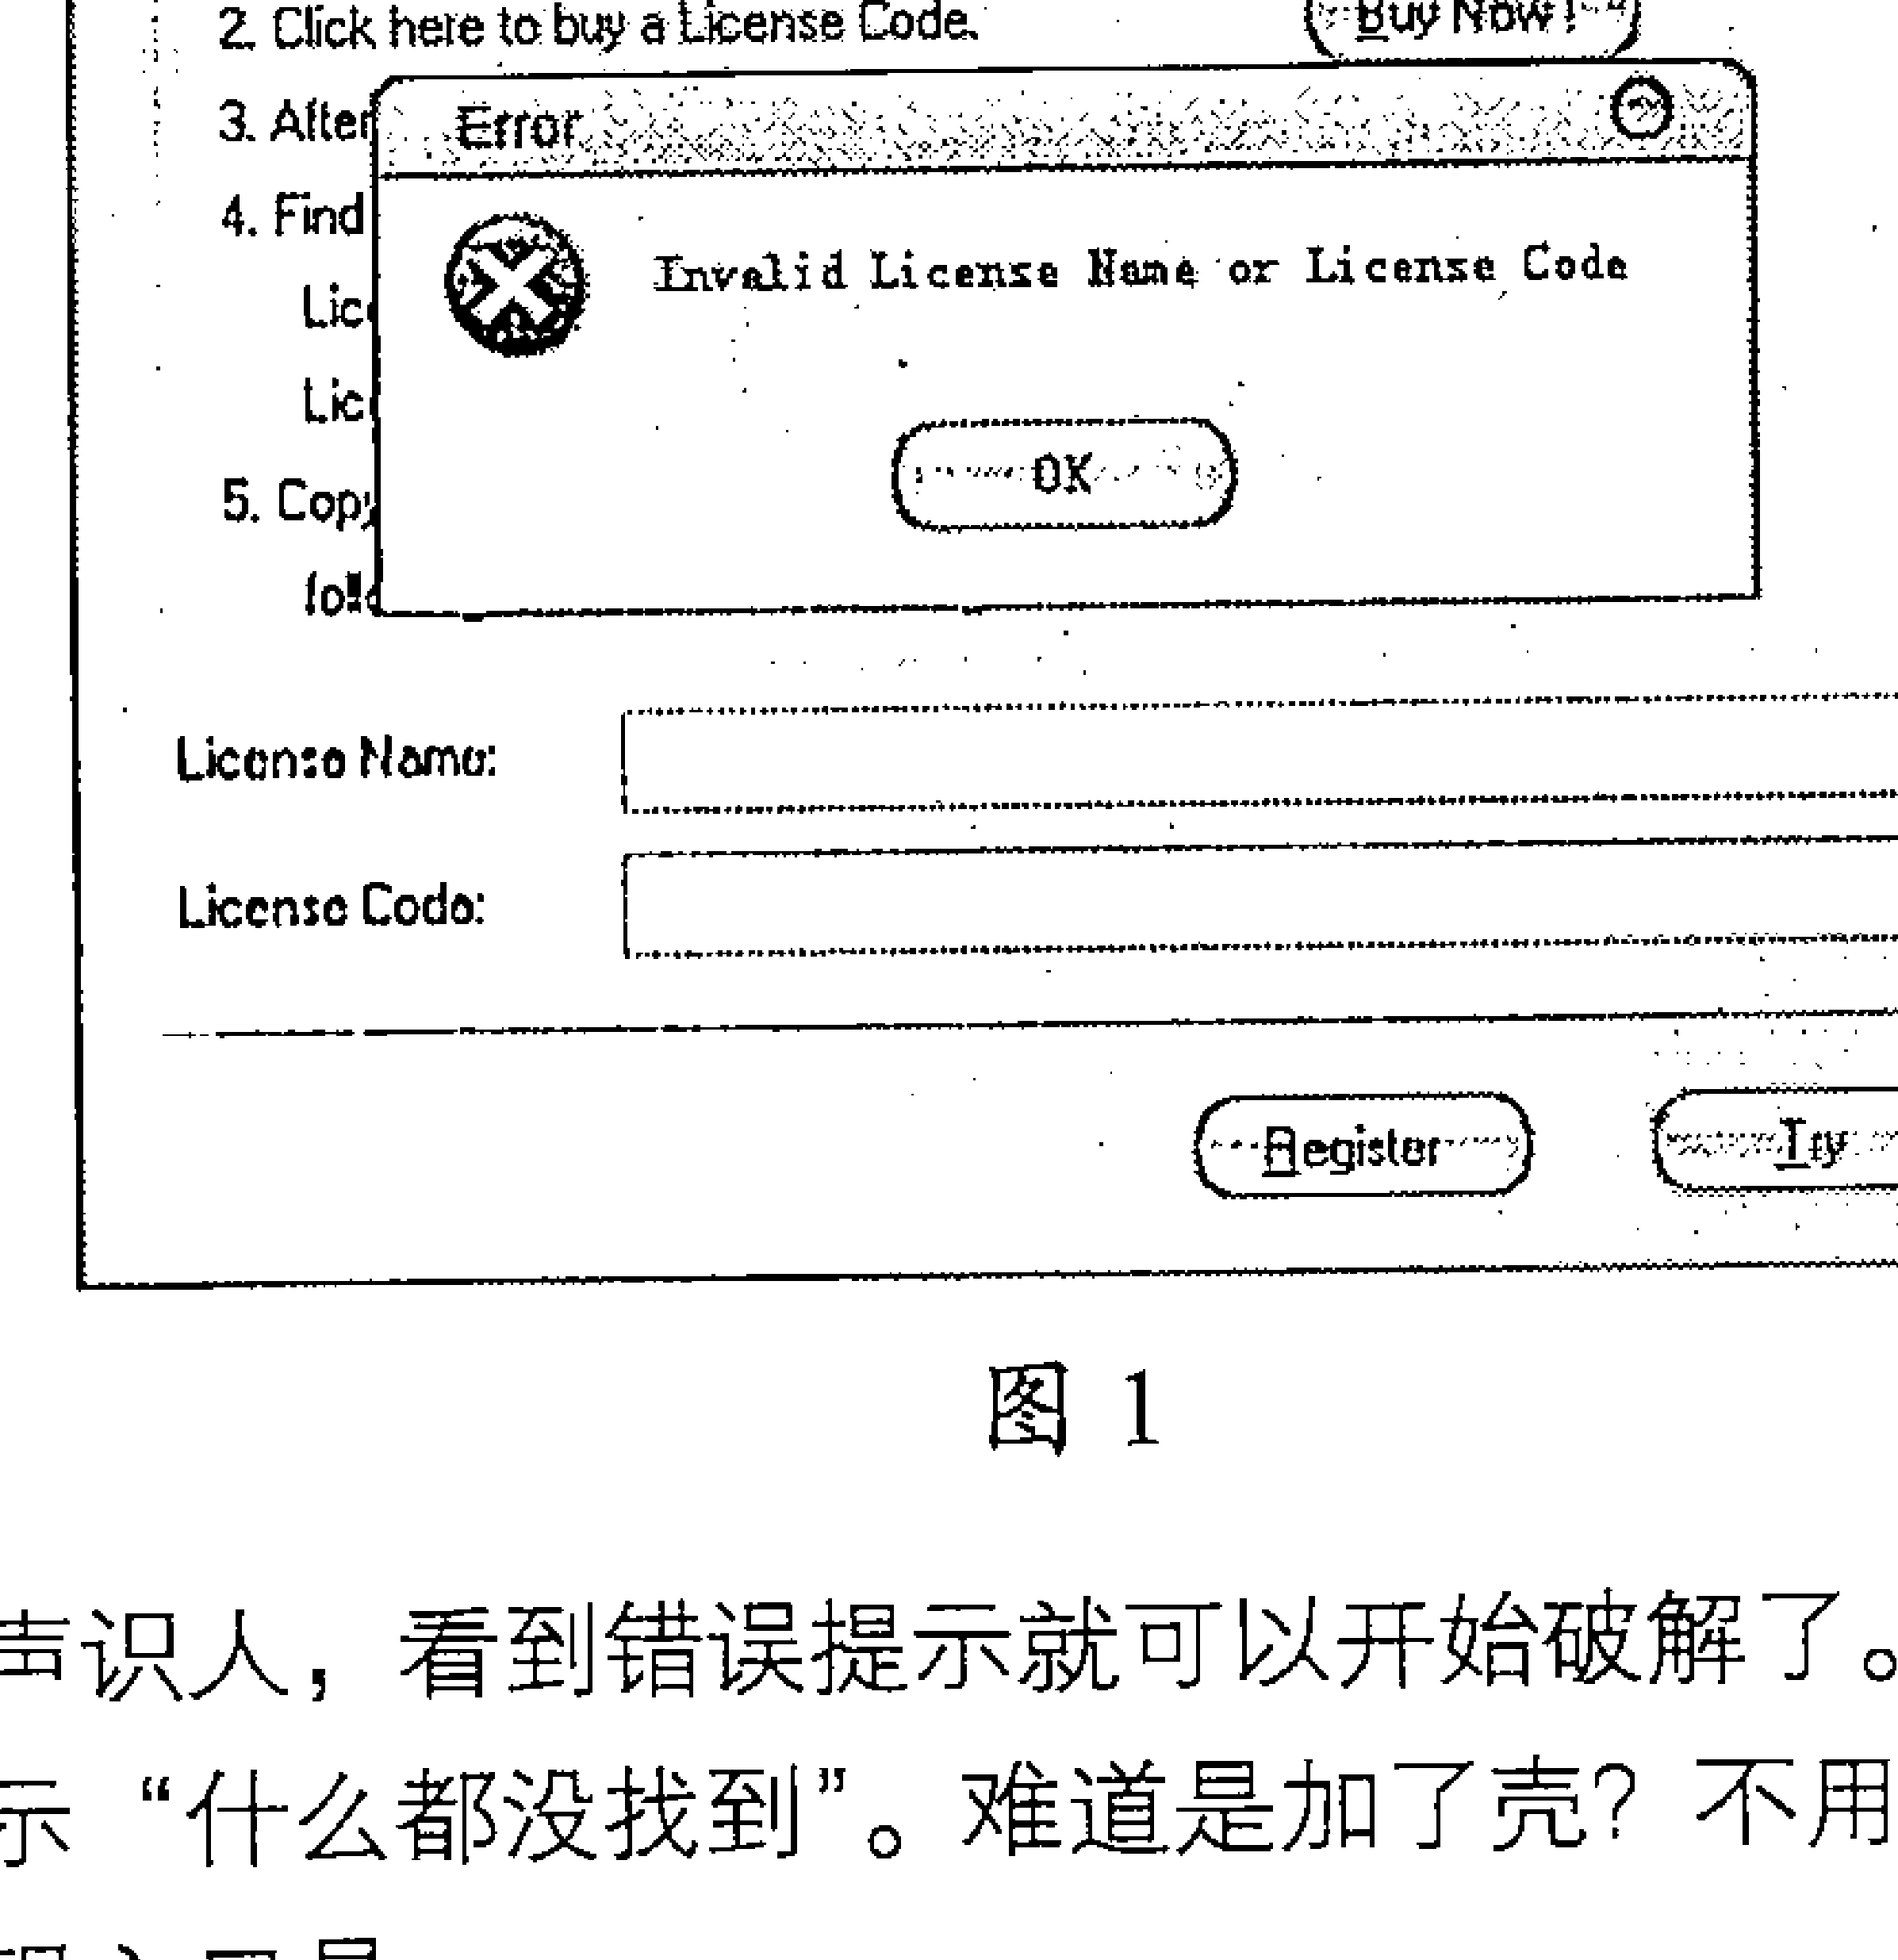 2. Click here to buy a License Code.
Buy Now!
3. After
Error
4. Find
Invalid License Name or License Code
Lic
Lic
OK
5. Copy
follo
License Name:
License Code:
Register
Try
图 1
声识人，看到错误提示就可以开始破解了。
示“什么都没找到”。难道是加了壳？不用